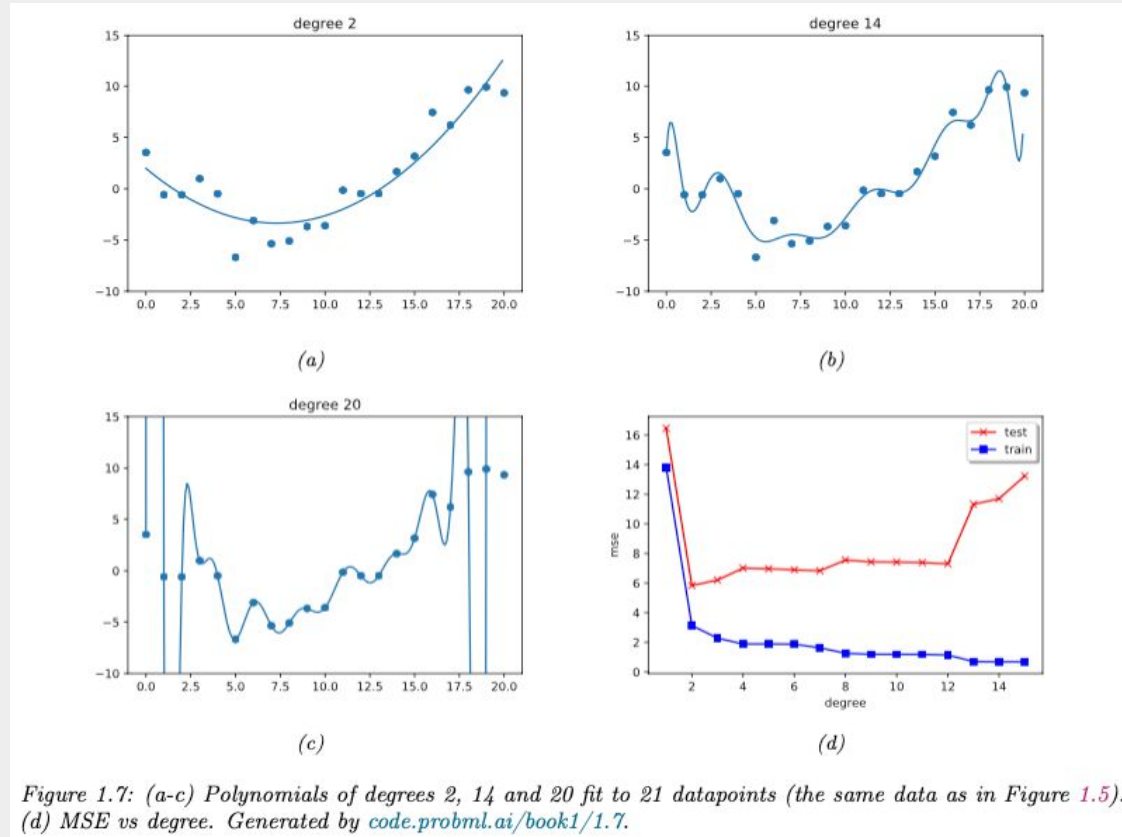 degree 2
15
10
5
0
−5
−10
0.0 2.5 5.0 7.5 10.0 12.5 15.0 17.5 20.0
(a)
degree 14
15
10
5
0
−5
−10
0.0 2.5 5.0 7.5 10.0 12.5 15.0 17.5 20.0
(b)
degree 20
15
10
5
0
−5
−10
0.0 2.5 5.0 7.5 10.0 12.5 15.0 17.5 20.0
(c)
test
train
16
14
12
10
8
6
4
2
0
mse
2 4 6 8 10 12 14
degree
(d)
Figure 1.7: (a-c) Polynomials of degrees 2, 14 and 20 fit to 21 datapoints (the same data as in Figure 1.5).
(d) MSE vs degree. Generated by code.probml.ai/book1/1.7.